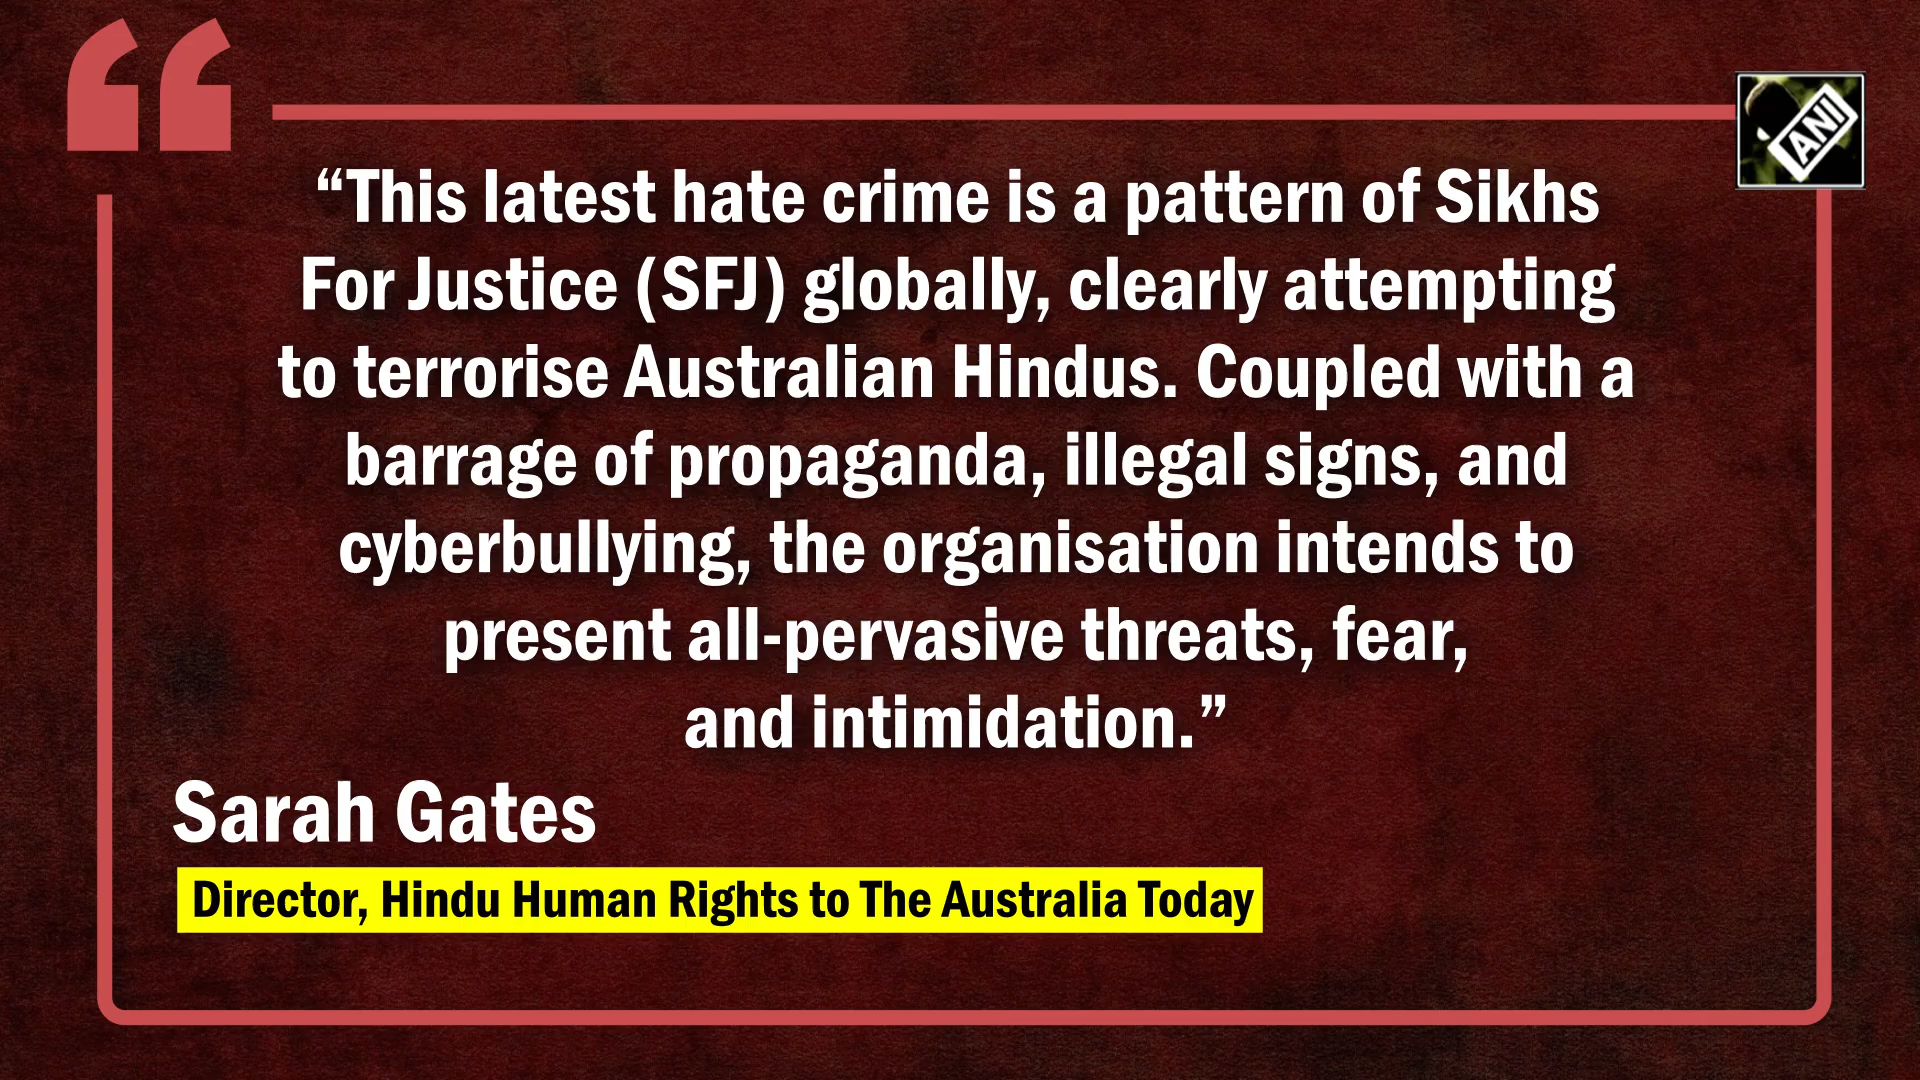 ANI
“This latest hate crime is a pattern of Sikhs
For Justice (SFJ) globally, clearly attempting
to terrorise Australian Hindus. Coupled with a
barrage of propaganda, illegal signs, and
cyberbullying, the organisation intends to
present all-pervasive threats, fear,
and intimidation.”
Sarah Gates
Director, Hindu Human Rights to The Australia Today